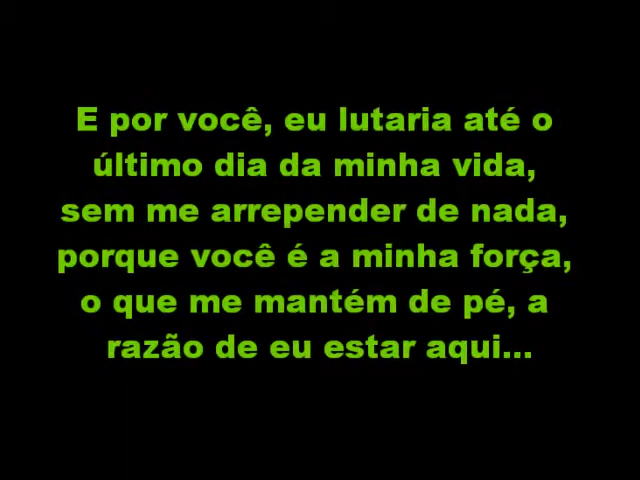 E por você, eu lutaria até o
último dia da minha vida,
sem me arrepender de nada,
porque você é a minha força,
o que me mantém de pé, a
razão de eu estar aqui...